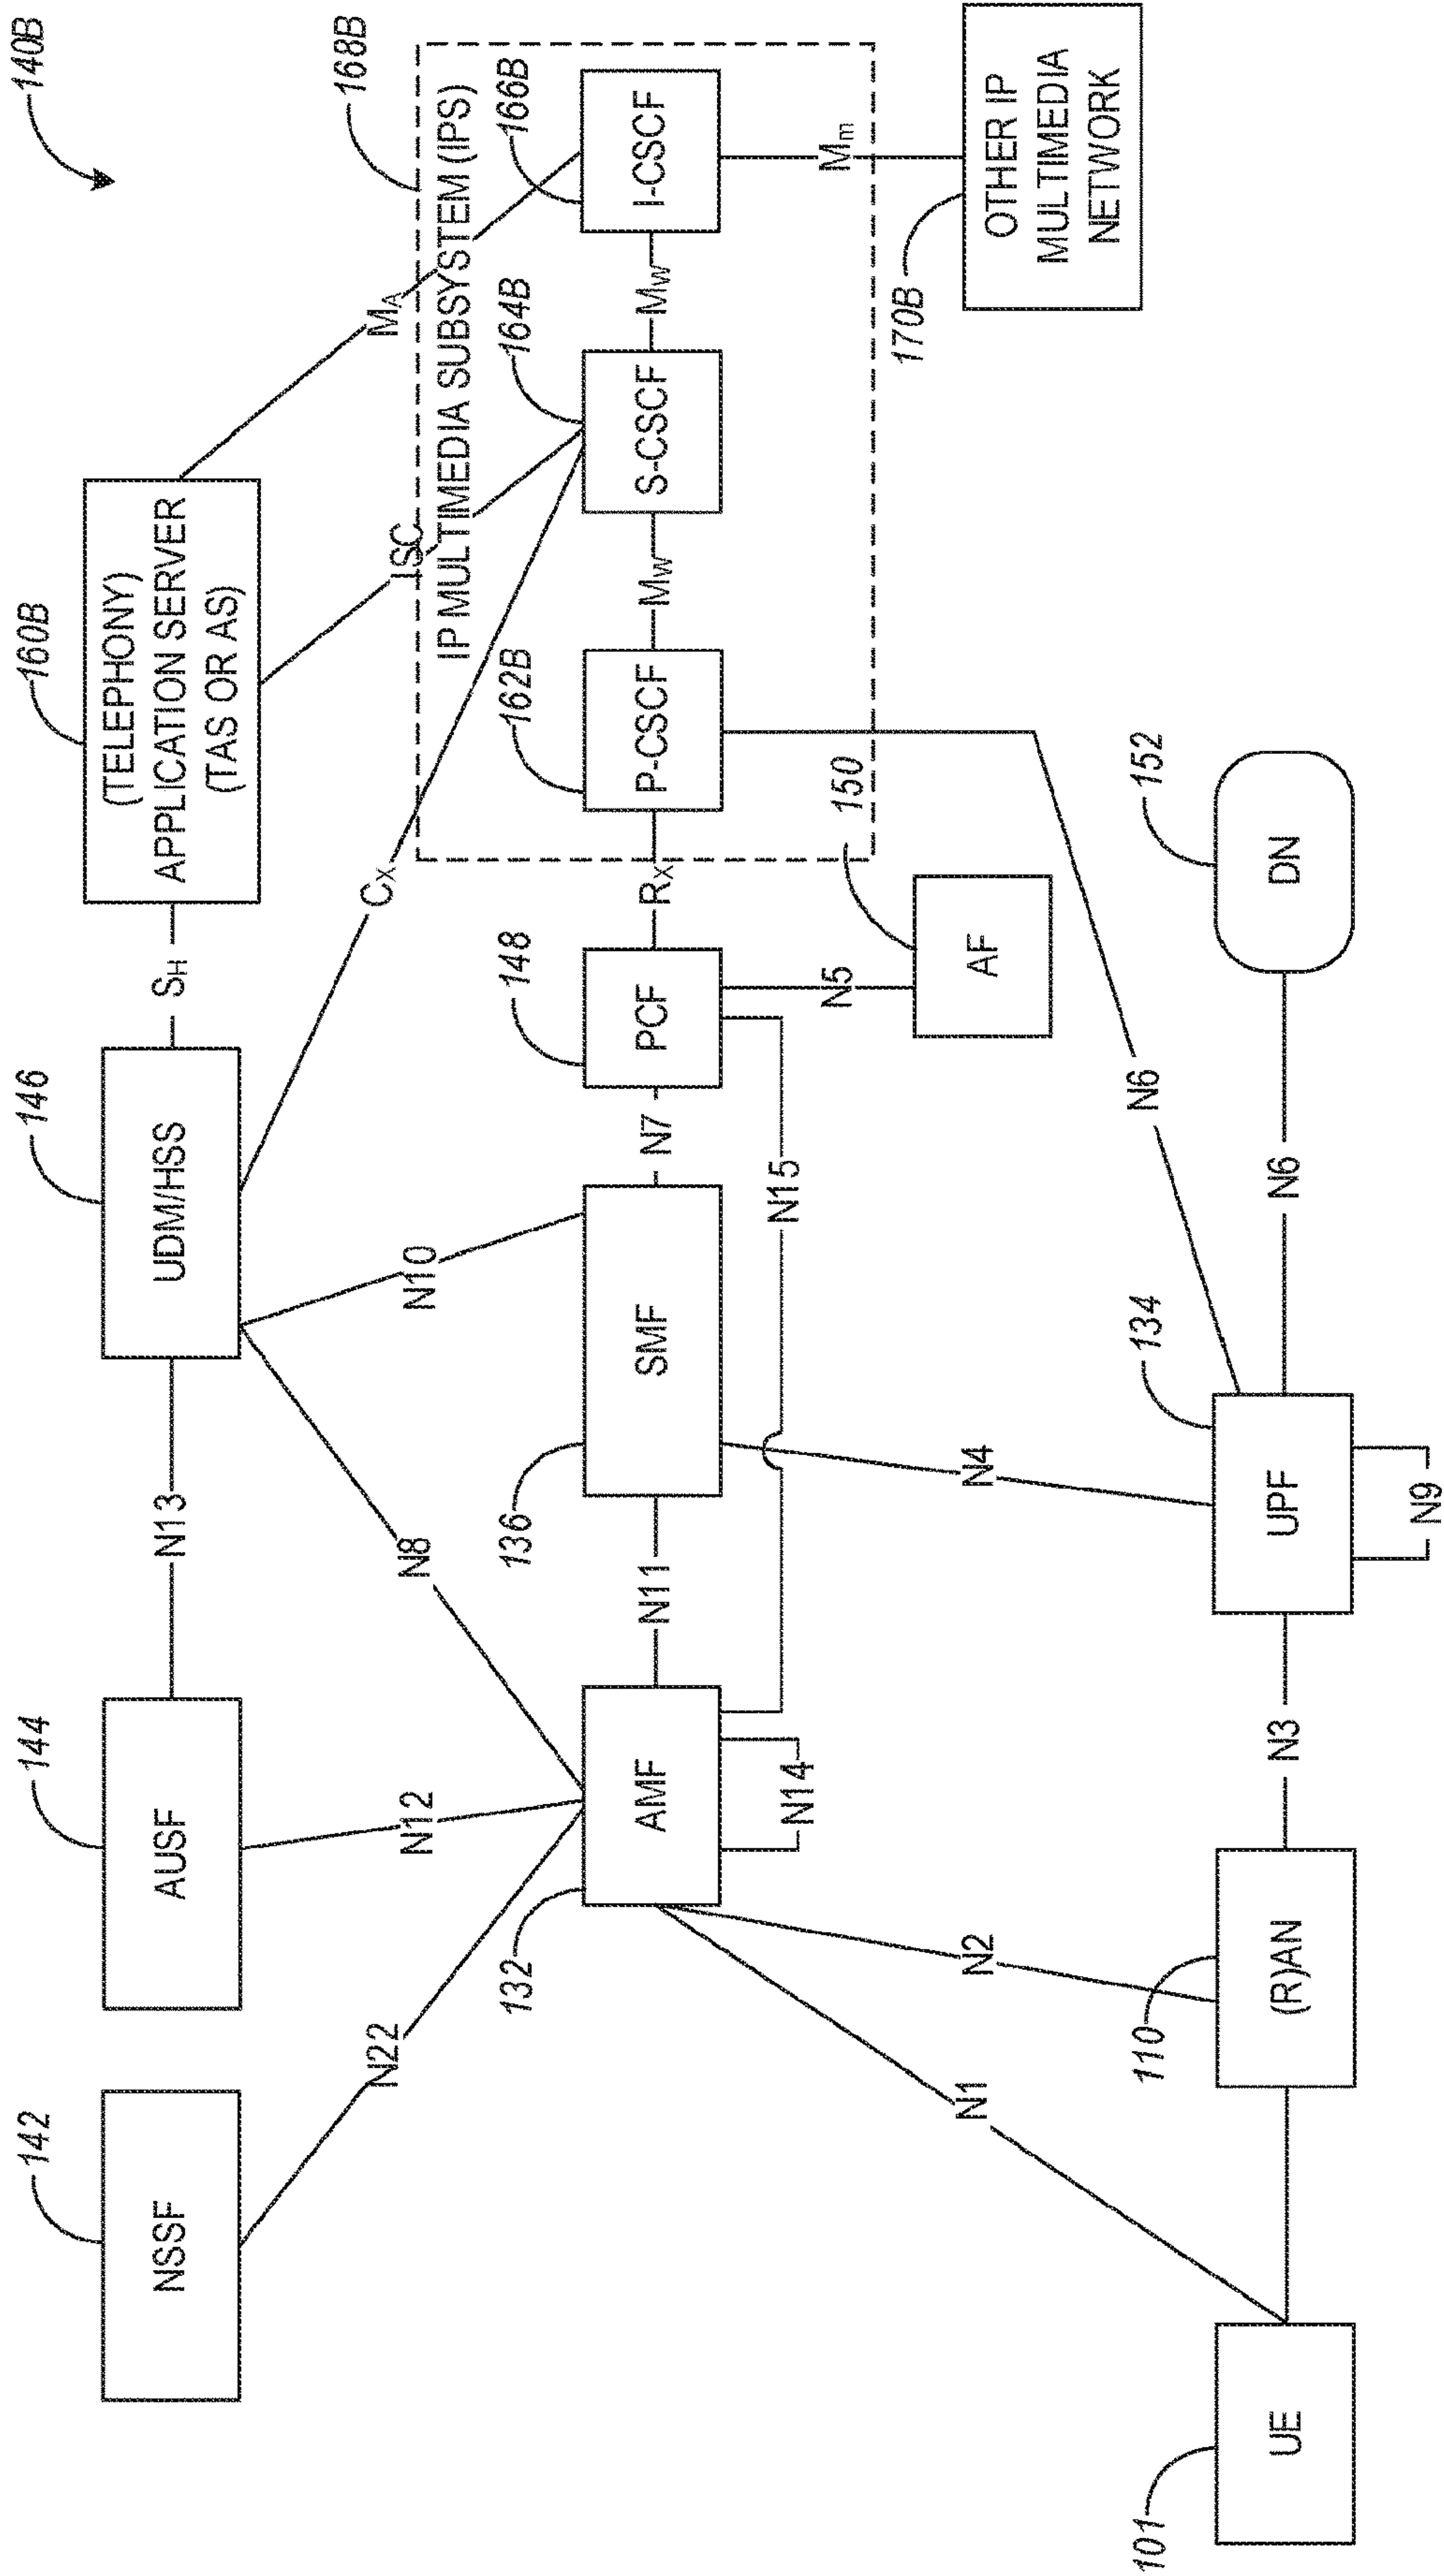 140B
142
NSSF
144
AUSF
N13
146
UDM/HSS
SH
160B
(TELEPHONY)
APPLICATION SERVER
(TAS OR AS)
N22
N12
N8
N10
CX
ISC
MA
168B
IP MULTIMEDIA SUBSYSTEM (IPS)
132
AMF
N14
N11
136
SMF
N15
N7
148
PCF
RX
162B
P-CSCF
MW
164B
S-CSCF
MW
166B
I-CSCF
Mm
N5
150
AF
170B
OTHER IP
MULTIMEDIA
NETWORK
N1
N2
N4
N6
101
UE
110
(R)AN
N3
134
UPF
N9
N6
152
DN